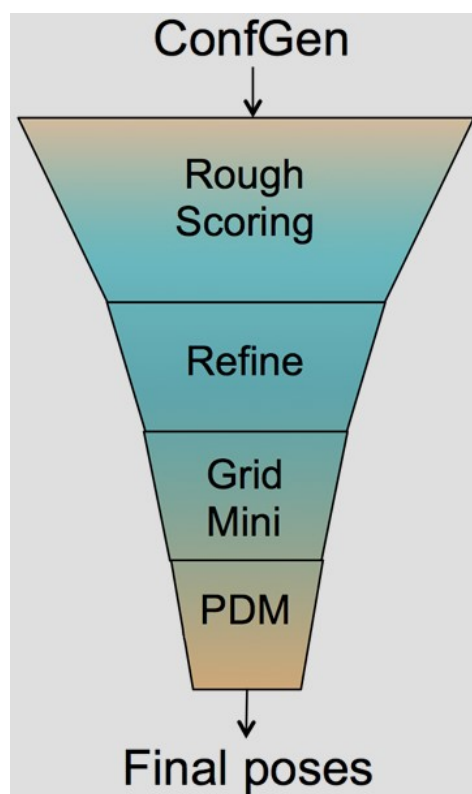 ConfGen
Rough
Scoring
Refine
Grid
Mini
PDM
Final poses